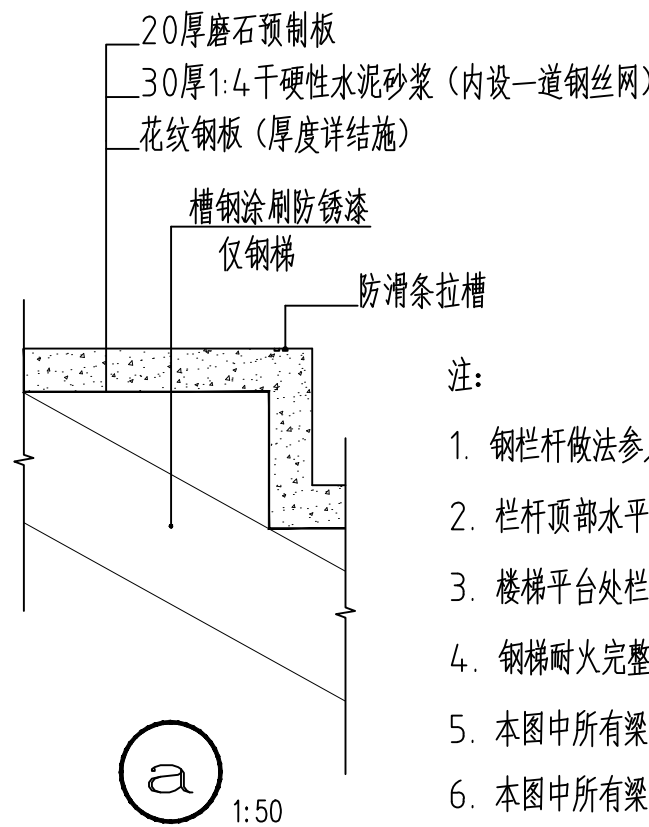 20厚磨石预制板
30厚1:4干硬性水泥砂浆（内设一道钢丝网）
花纹钢板（厚度详结施）
槽钢涂刷防锈漆
仅钢梯
防滑条拉槽
注：
1. 钢栏杆做法参
2. 栏杆顶部水平
3. 楼梯平台处栏
4. 钢梯耐火完整
5. 本图中所有梁
6. 本图中所有梁
a
1:50